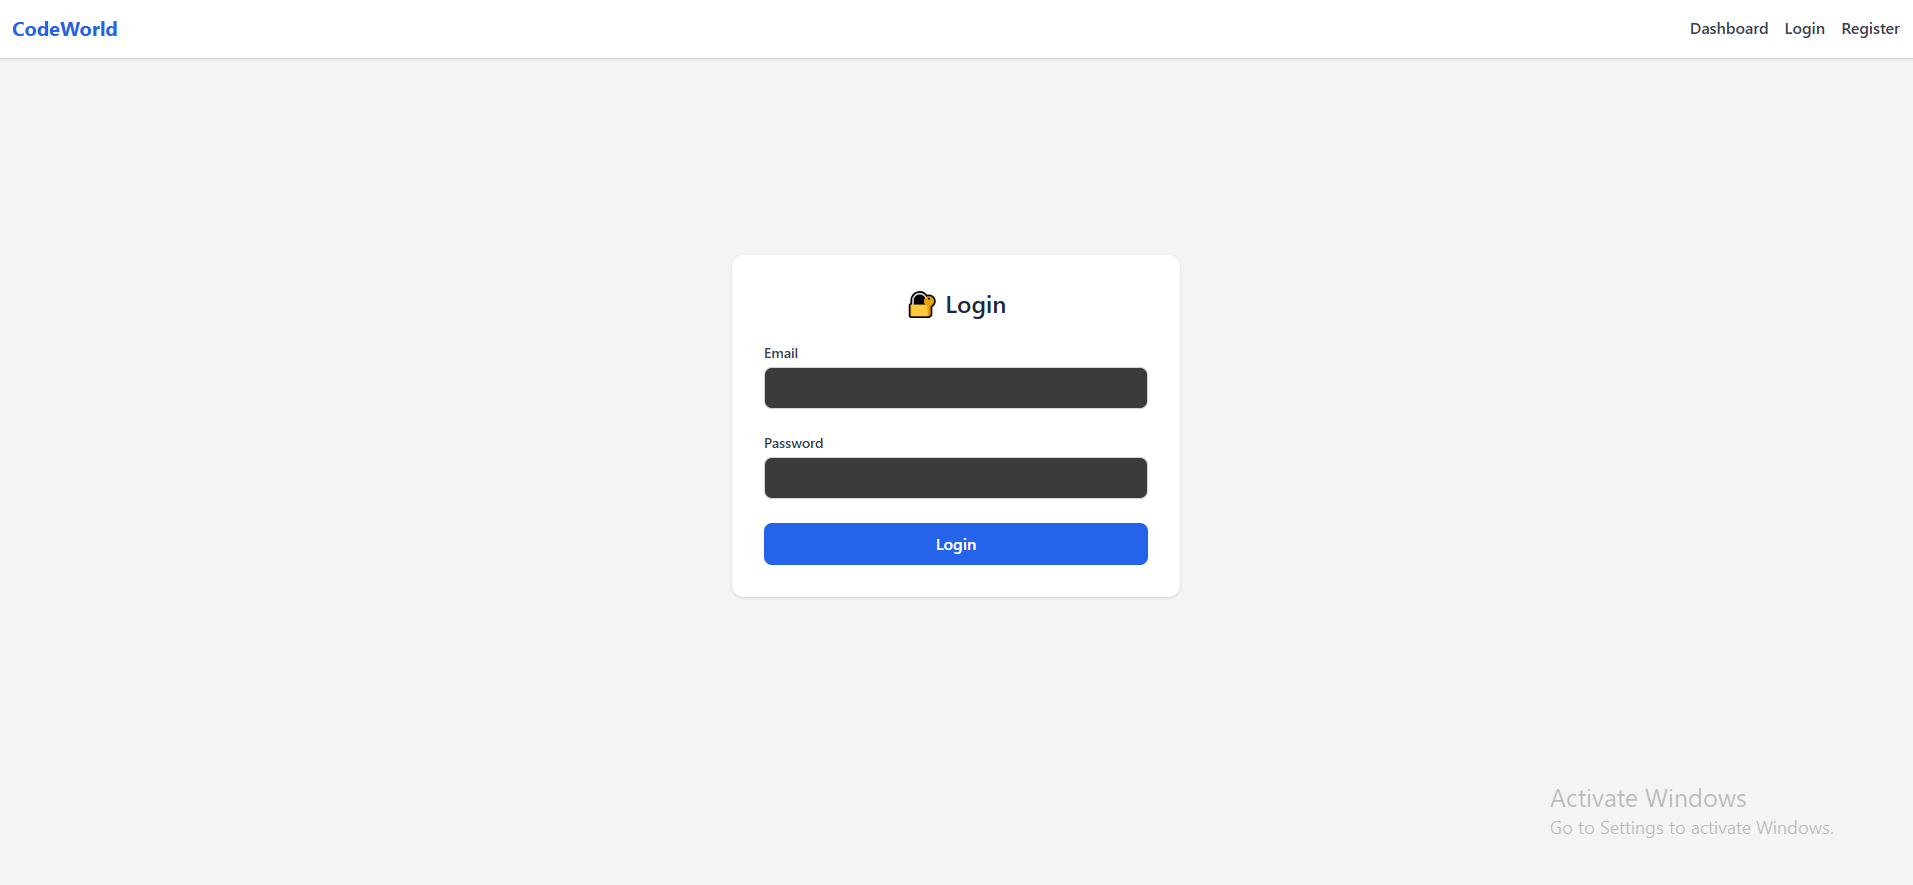 CodeWorld
Dashboard Login Register
🔐 Login
Email
Password
Login
Activate Windows
Go to Settings to activate Windows.